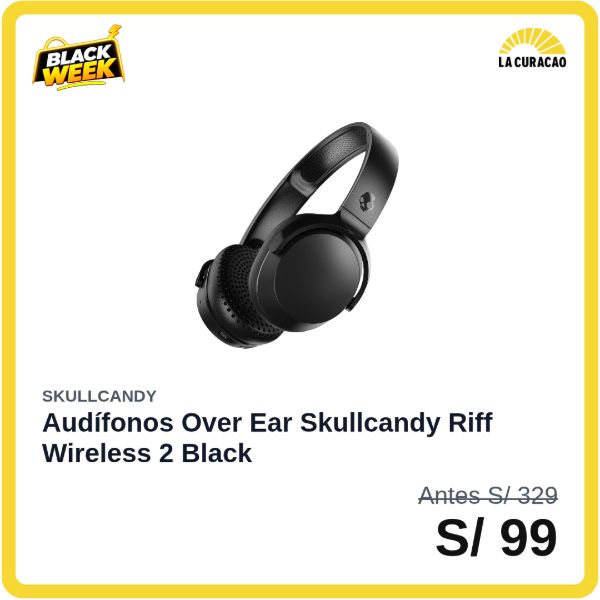 BLACK
WEEK
LA CURACAO
SKULLCANDY
Audífonos Over Ear Skullcandy Riff
Wireless 2 Black
Antes S/ 329
S/ 99